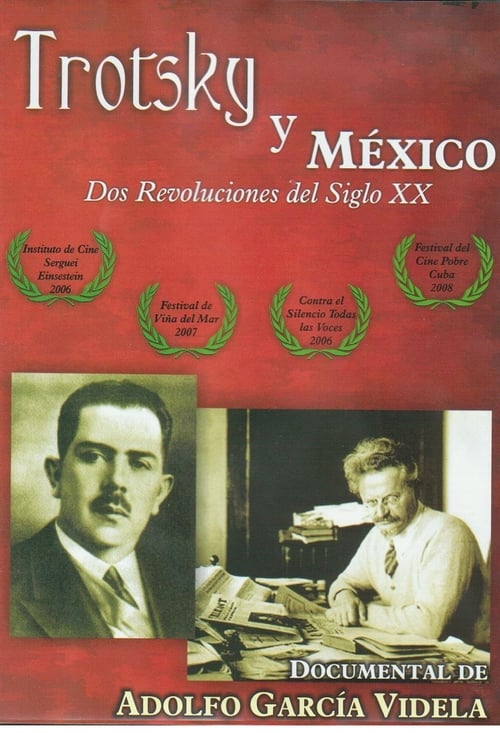 Trotsky
y
MÉXICO
Dos Revoluciones del Siglo XX
Instituto de Cine
Serguei
Einsestein
2006
Festival de
Viña del Mar
2007
Contra el
Silencio Todas
las Voces
2006
Festival del
Cine Pobre
Cuba
2008
DOCUMENTAL DE
ADOLFO GARCÍA VIDELA